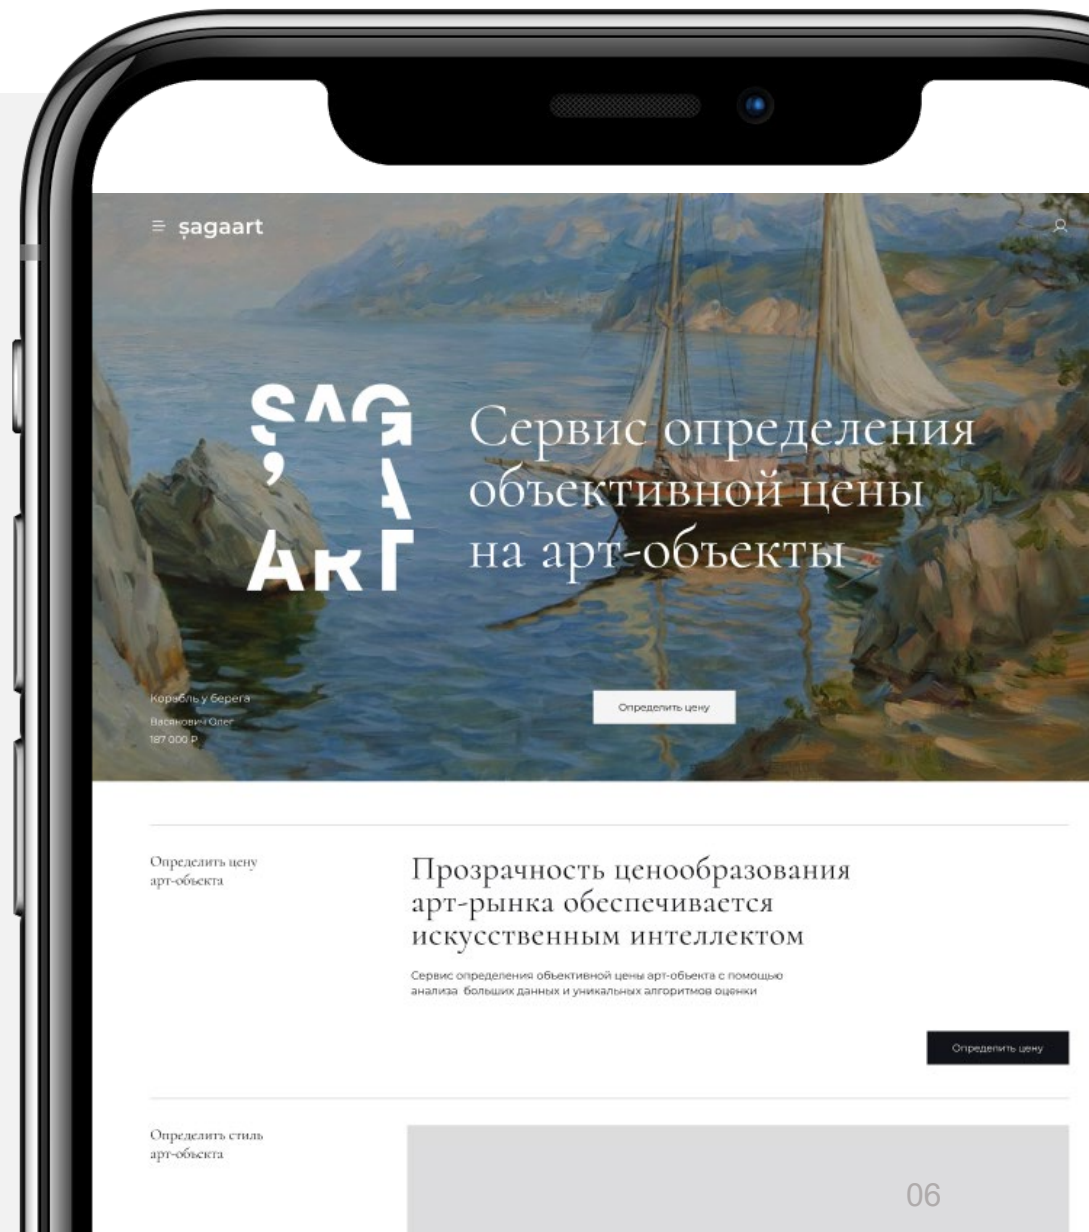 șagaart
ȘAG
A
ART
Сервис определения
объективной цены
на арт-объекты
Корабль у берега
Васянович Олег
187 000 ₽
Определить цену
Определить цену
арт-объекта
Прозрачность ценообразования
арт-рынка обеспечивается
искусственным интеллектом
Сервис определения объективной цены арт-объекта с помощью
анализа больших данных и уникальных алгоритмов оценки
Определить цену
Определить стиль
арт-объекта
06